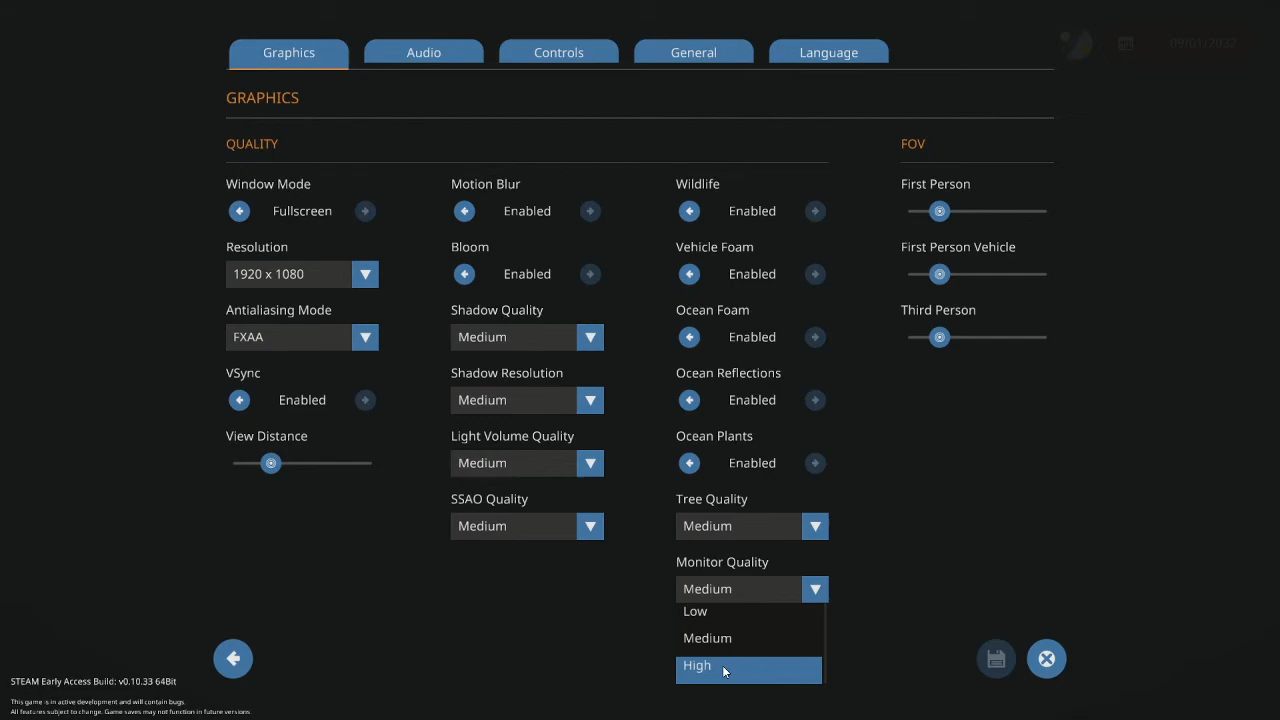 Graphics
Audio
Controls
General
Language
09/01/2032
GRAPHICS
QUALITY
FOV
Window Mode
Fullscreen
Resolution
1920 x 1080
Antialiasing Mode
FXAA
VSync
Enabled
View Distance
Motion Blur
Enabled
Bloom
Enabled
Shadow Quality
Medium
Shadow Resolution
Medium
Light Volume Quality
Medium
SSAO Quality
Medium
Wildlife
Enabled
Vehicle Foam
Enabled
Ocean Foam
Enabled
Ocean Reflections
Enabled
Ocean Plants
Enabled
Tree Quality
Medium
Monitor Quality
Medium
Low
Medium
High
First Person
First Person Vehicle
Third Person
STEAM Early Access Build: v0.10.33 64Bit
This game is in active development and will contain bugs
All features subject to change. Game saves may not function in future versions